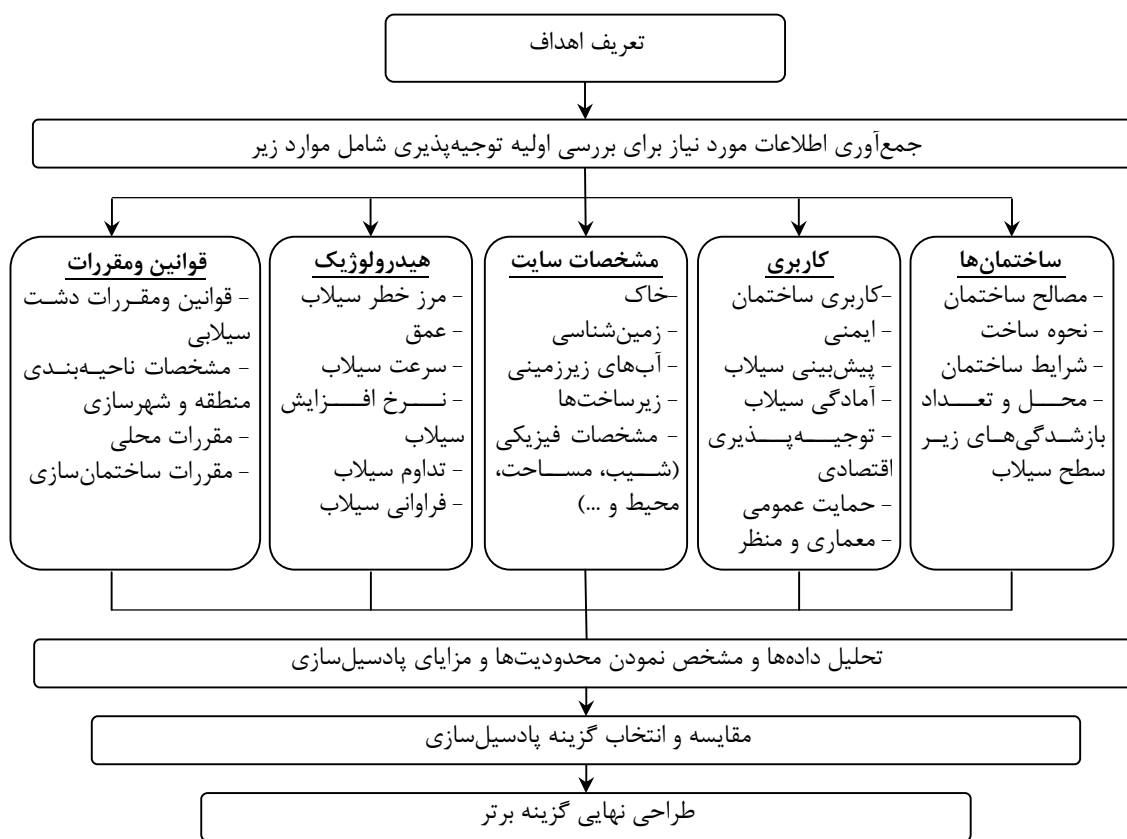 تعریف اهداف
جمع‌آوری اطلاعات مورد نیاز برای بررسی اولیه توجیه‌پذیری شامل موارد زیر
ساختمان‌ها
- مصالح ساختمان
- نحوه ساخت
- شرایط ساختمان
- محل و تعداد
بازشدگی‌های زیر
سطح سیلاب
کاربری
-کاربری ساختمان
- ایمنی
- پیش‌بینی سیلاب
- آمادگی سیلاب
- توجیه‌پذیری
اقتصادی
- حمایت عمومی
- معماری و منظر
مشخصات سایت
-خاک
- زمین‌شناسی
- آب‌های زیرزمینی
- زیرساخت‌ها
- مشخصات فیزیکی
(شیب، مساحت،
محیط و ...)
هیدرولوژیک
- مرز خطر سیلاب
- عمق
- سرعت سیلاب
- نرخ افزایش
سیلاب
- تداوم سیلاب
- فراوانی سیلاب
قوانین ومقررات
- قوانین ومقررات دشت
سیلابی
- مشخصات ناحیه‌بندی
منطقه و شهرسازی
- مقررات محلی
- مقررات ساختمان‌سازی
تحلیل داده‌ها و مشخص نمودن محدودیت‌ها و مزایای پادسیل‌سازی
مقایسه و انتخاب گزینه پادسیل‌سازی
طراحی نهایی گزینه برتر